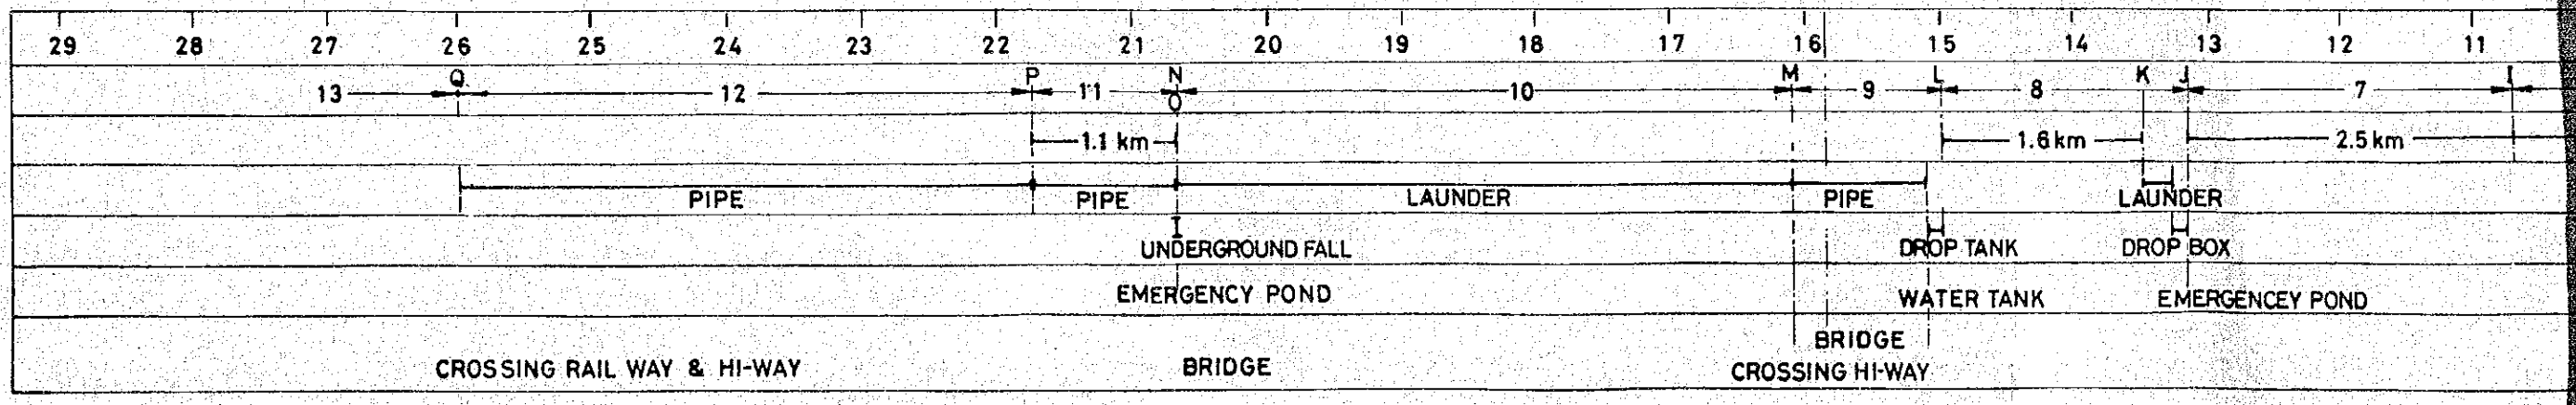 29 28 27 26 25 24 23 22 21 20 19 18 17 16 15 14 13 12 11
Q P N M L K J I
13 12 11 O 10 9 8 7
1.1 km 1.6 km 2.5 km
PIPE PIPE LAUNDER PIPE LAUNDER
UNDERGROUND FALL DROP TANK DROP BOX
EMERGENCY POND WATER TANK EMERGENCEY POND
BRIDGE
CROSSING RAIL WAY & HI-WAY BRIDGE CROSSING HI-WAY